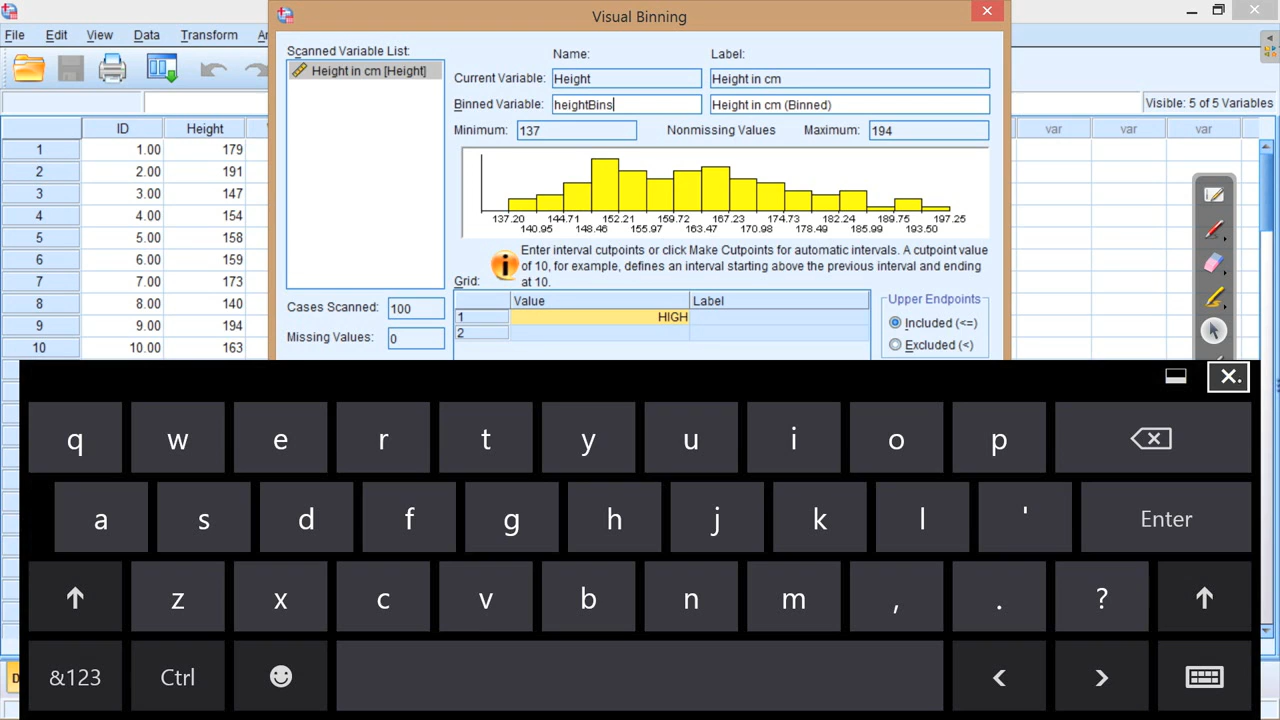 Visual Binning
File Edit View Data Transform An
Scanned Variable List:
Height in cm [Height]
Name: Label:
Current Variable: Height Height in cm
Binned Variable: heightBins Height in cm (Binned)
Minimum: 137 Nonmissing Values Maximum: 194
Visible: 5 of 5 Variables
ID Height var var var
1 1.00 179
2 2.00 191
3 3.00 147
4 4.00 154
5 5.00 158
6 6.00 159
7 7.00 173
8 8.00 140
9 9.00 194
10 10.00 163
137.20 144.71 152.21 159.72 167.23 174.73 182.24 189.75 197.25
140.95 148.46 155.97 163.47 170.98 178.49 185.99 193.50
Enter interval cutpoints or click Make Cutpoints for automatic intervals. A cutpoint value
of 10, for example, defines an interval starting above the previous interval and ending
at 10.
Grid:
Value Label
1 HIGH
2
Upper Endpoints
Included (<=)
Excluded (<)
Cases Scanned: 100
Missing Values: 0
q w e r t y u i o p
a s d f g h j k l ' Enter
z x c v b n m , . ?
&123 Ctrl < >
D